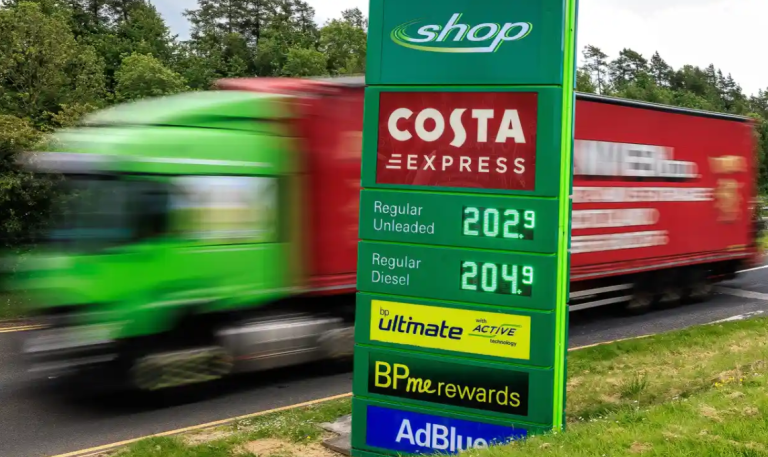 shop
COSTA
EXPRESS
Regular
Unleaded
202.9
Regular
Diesel
204.9
bp
ultimate
with
ACTIVE
technology
BPme rewards
AdBlue